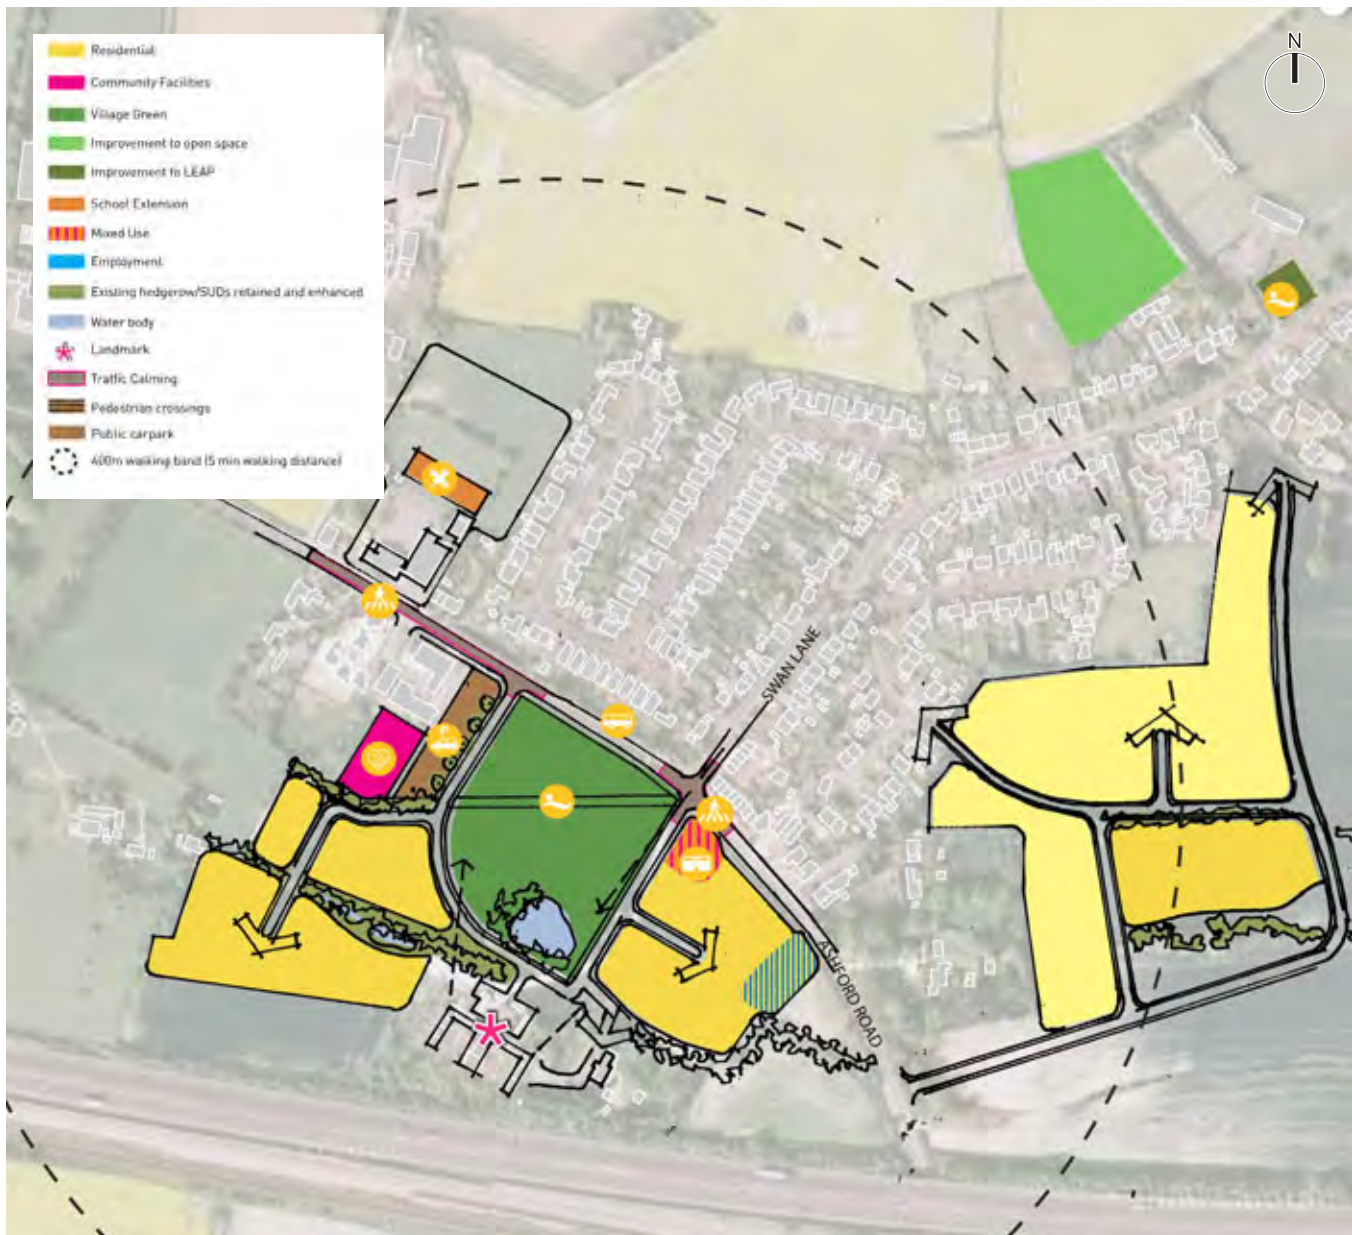 N
Residential
Community Facilities
Village Green
Improvement to open space
Improvement to LEAP
School Extension
Mixed Use
Employment
Existing hedgerow/SUDs retained and enhanced
Water body
Landmark
Traffic Calming
Pedestrian crossings
Public carpark
400m walking band (5 min walking distance)
SWAN LANE
P
ASHFORD ROAD